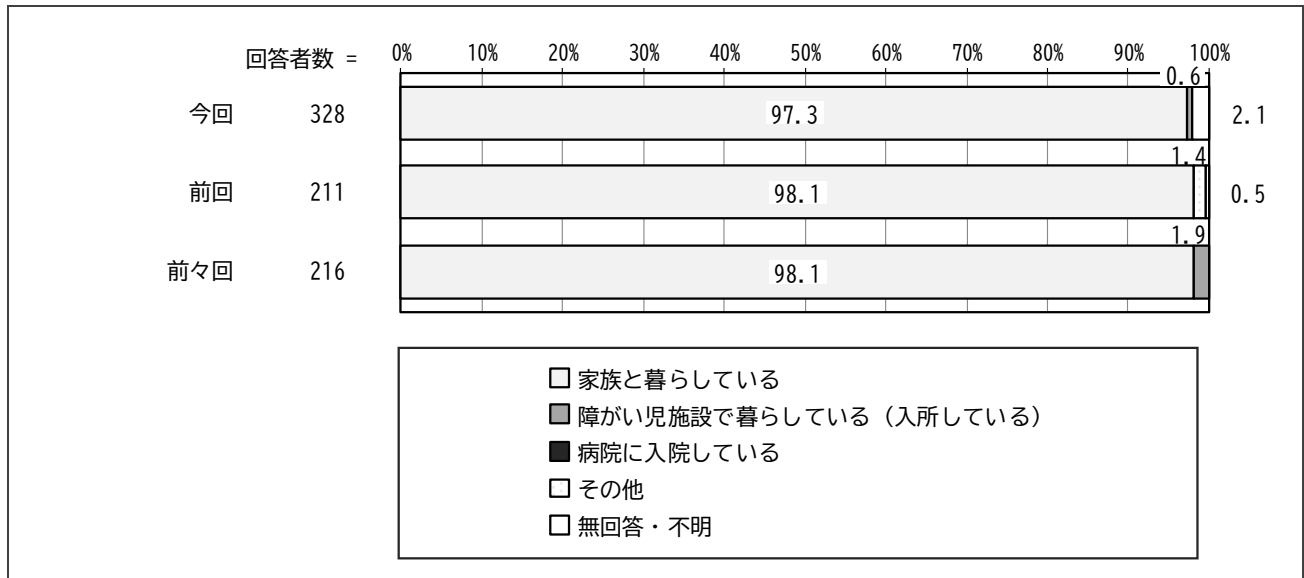 回答者数 = 0% 10% 20% 30% 40% 50% 60% 70% 80% 90% 100%
0.6
今回 328 97.3 2.1
1.4
前回 211 98.1 0.5
1.9
前々回 216 98.1
家族と暮らしている
障がい児施設で暮らしている（入所している）
病院に入院している
その他
無回答・不明